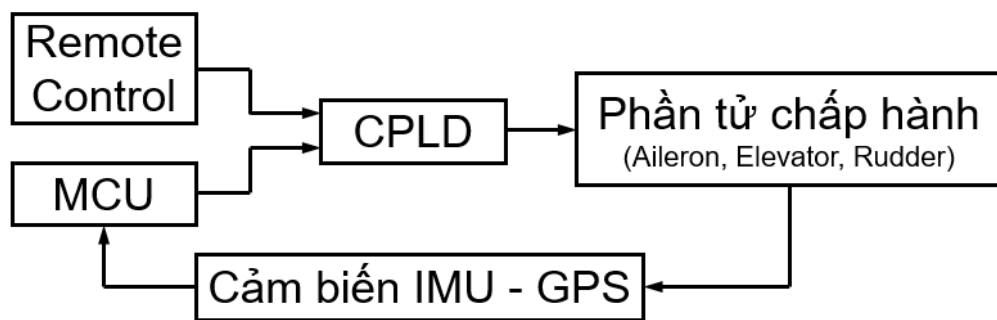 Remote
Control
CPLD
Phần tử chấp hành
(Aileron, Elevator, Rudder)
MCU
Cảm biến IMU - GPS